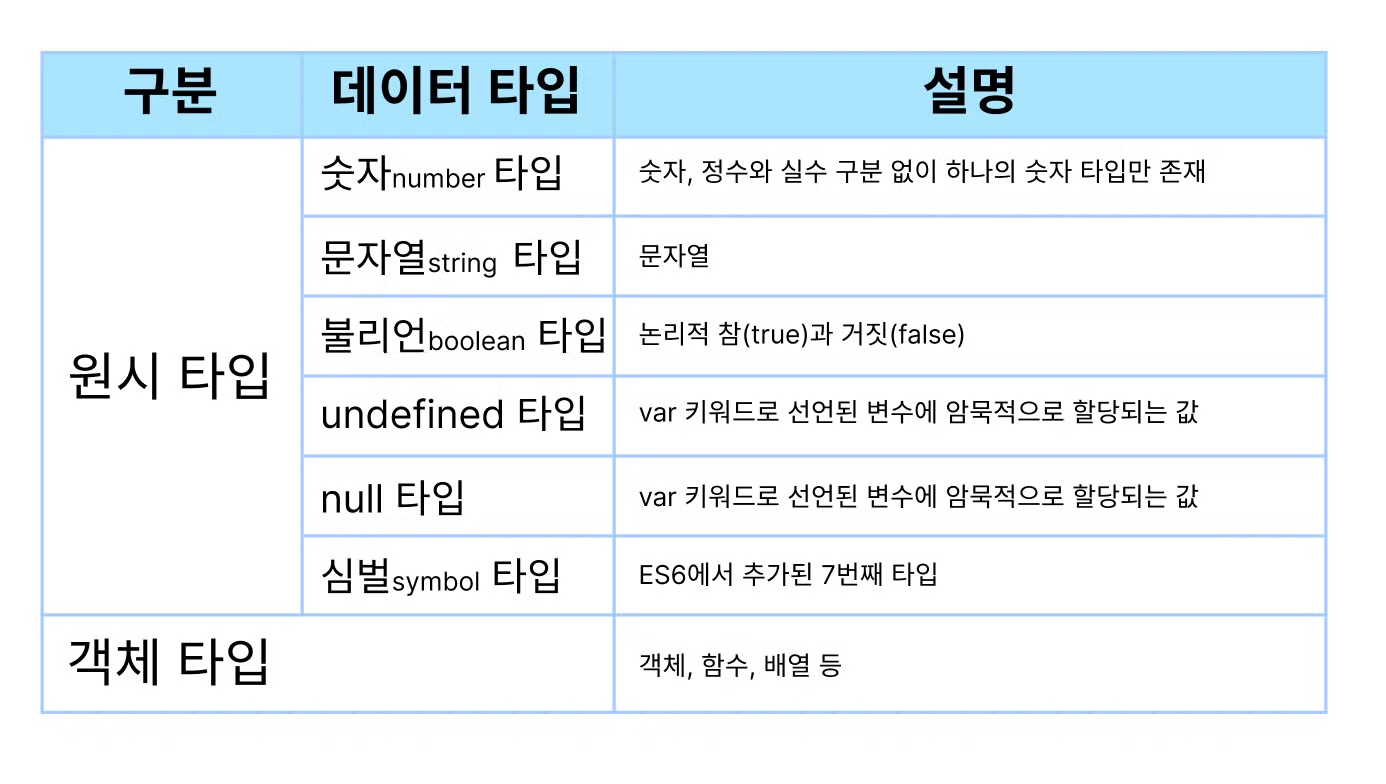 구분 데이터 타입 설명
원시 타입
숫자number 타입 숫자, 정수와 실수 구분 없이 하나의 숫자 타입만 존재
문자열string 타입 문자열
불리언boolean 타입 논리적 참(true)과 거짓(false)
undefined 타입 var 키워드로 선언된 변수에 암묵적으로 할당되는 값
null 타입 var 키워드로 선언된 변수에 암묵적으로 할당되는 값
심벌symbol 타입 ES6에서 추가된 7번째 타입
객체 타입 객체, 함수, 배열 등